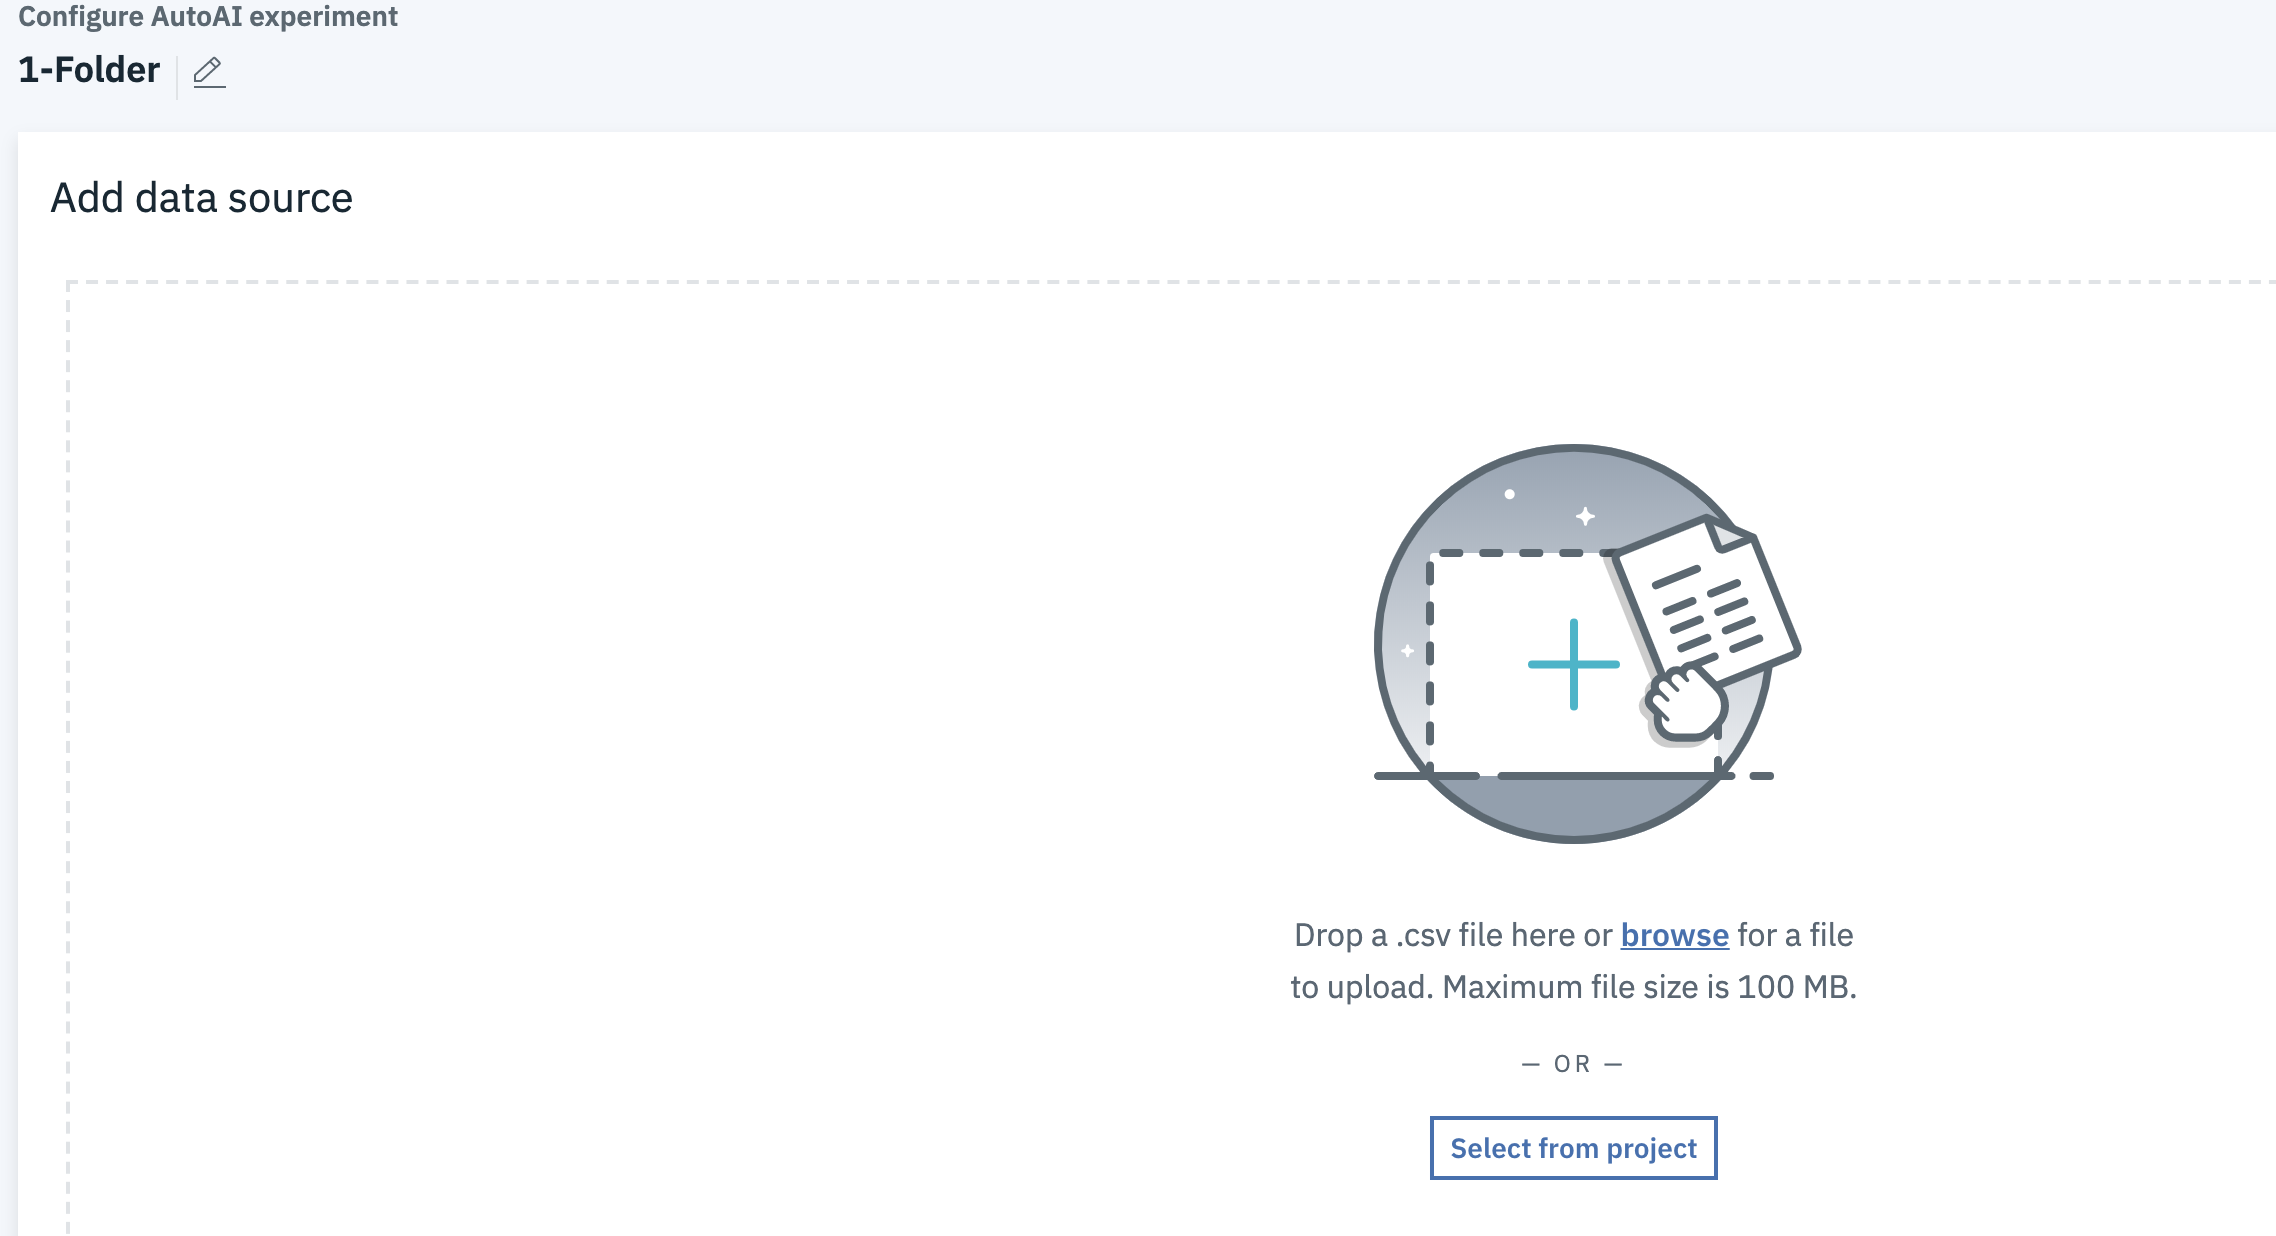 Configure AutoAI experiment
1-Folder
Add data source
Drop a .csv file here or browse for a file
to upload. Maximum file size is 100 MB.
— OR —
Select from project